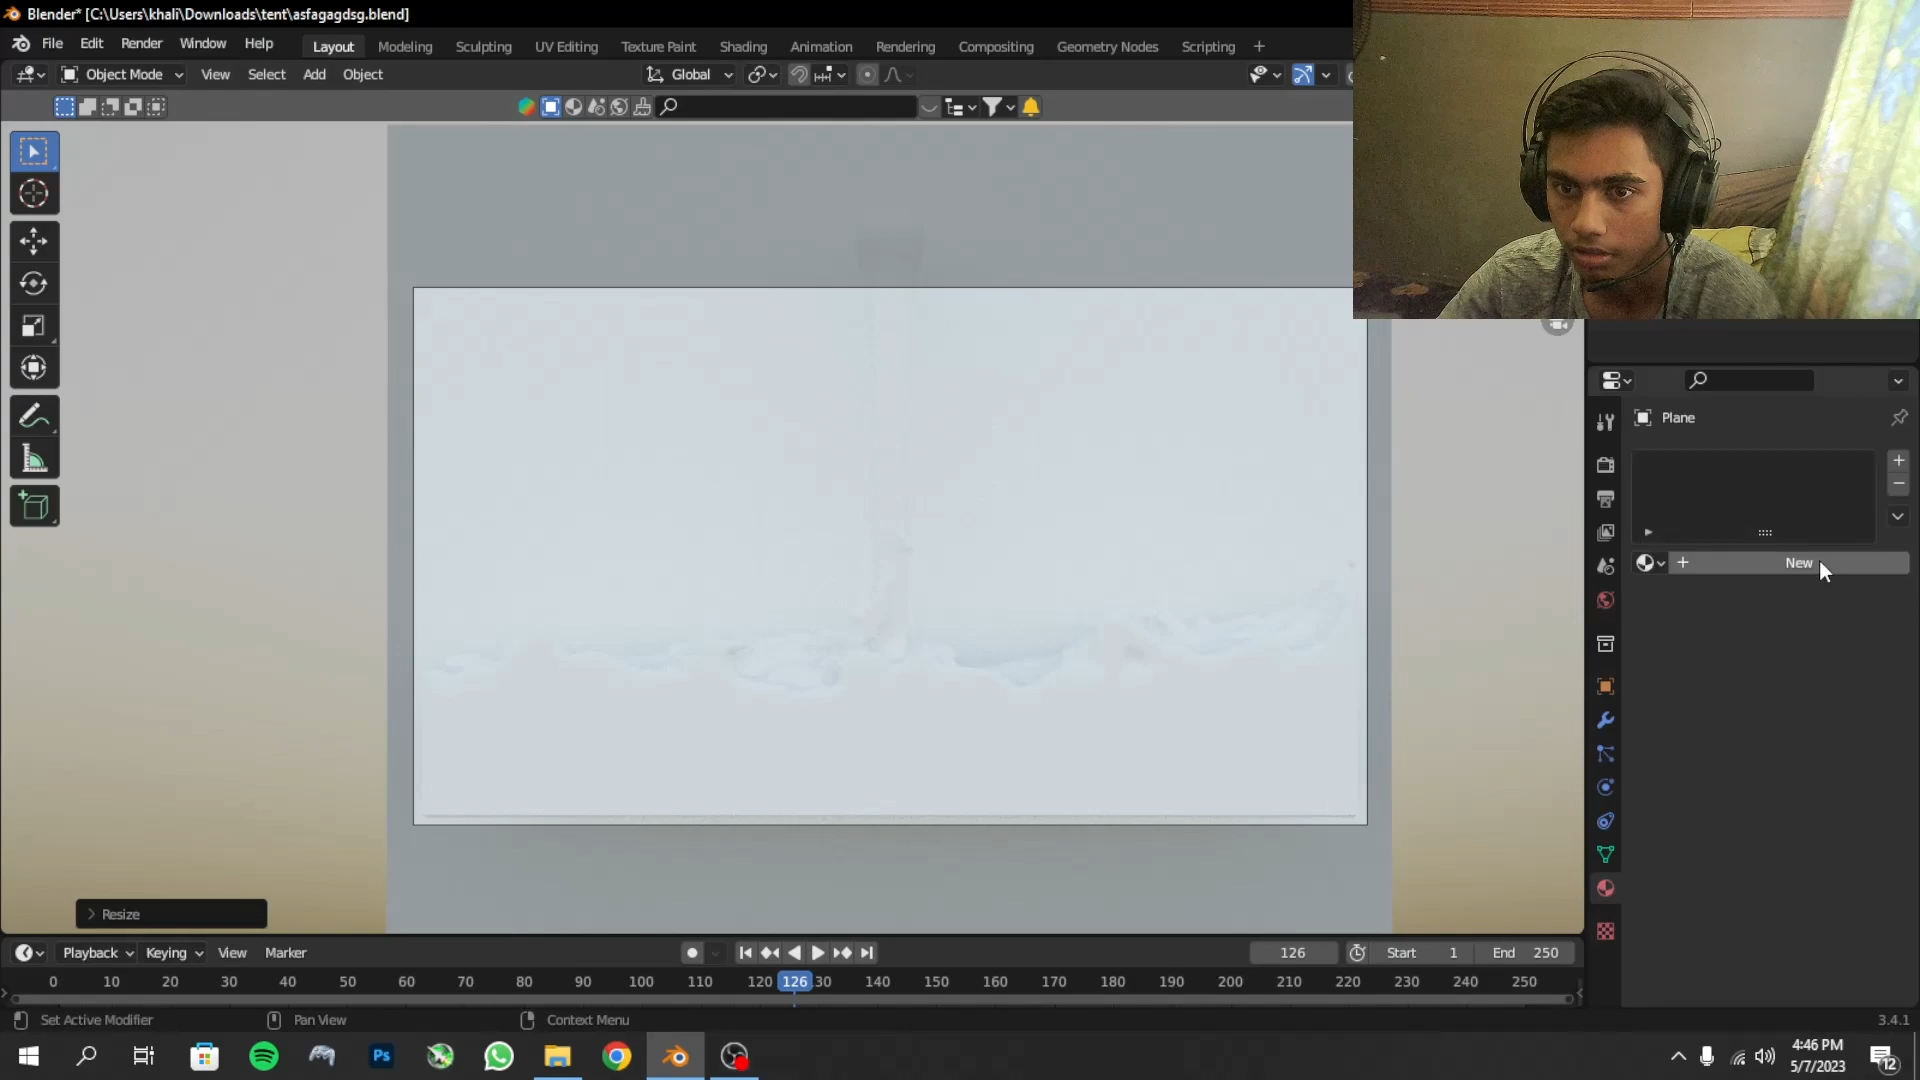 Blender* [C:\Users\khali\Downloads\tent\asfagagdsg.blend]
File Edit Render Window Help Layout Modeling Sculpting UV Editing Texture Paint Shading Animation Rendering Compositing Geometry Nodes Scripting +
Object Mode View Select Add Object Global
Plane
New
Resize
Playback Keying View Marker 126 Start 1 End 250
0 10 20 30 40 50 60 70 80 90 100 110 120 126 30 140 150 160 170 180 190 200 210 220 230 240 250
Set Active Modifier Pan View Context Menu 3.4.1
Ps 4:46 PM
5/7/2023 12